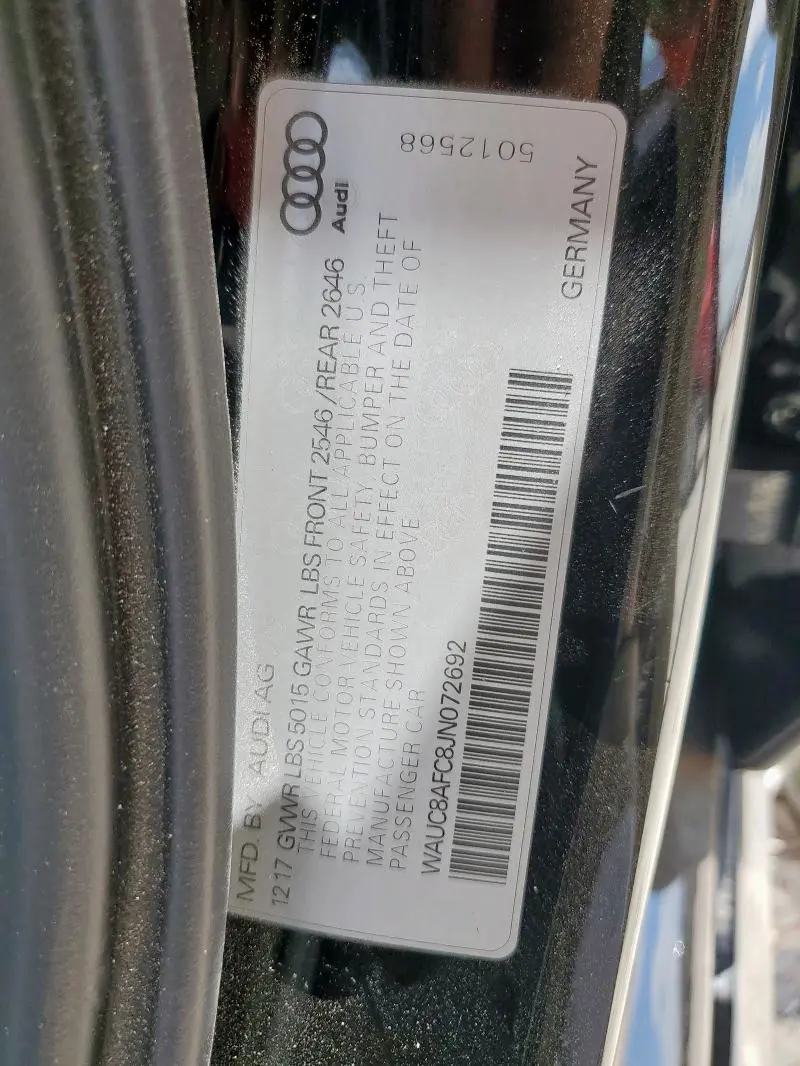 MFD. BY AUDI AG
12 17 GVWR LBS 5015 GAWR LBS FRONT 2546 / REAR 2646
THIS VEHICLE CONFORMS TO ALL APPLICABLE U S.
FEDERAL MOTOR VEHICLE SAFETY, BUMPER AND THEFT
PREVENTION STANDARDS IN EFFECT ON THE DATE OF
MANUFACTURE SHOWN ABOVE
PASSENGER CAR
WAUC8AFC8JN072692
Audi
5012568
GERMANY